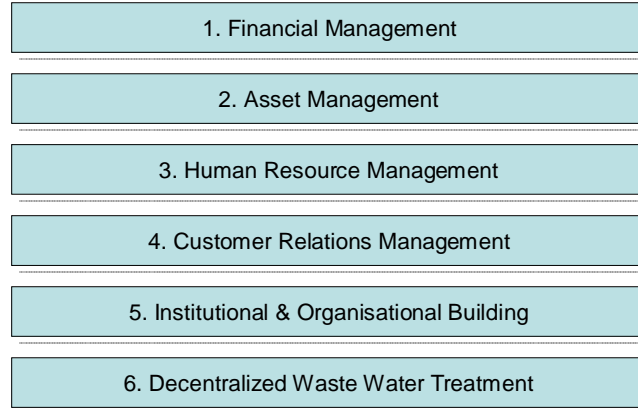 1. Financial Management
2. Asset Management
3. Human Resource Management
4. Customer Relations Management
5. Institutional & Organisational Building
6. Decentralized Waste Water Treatment